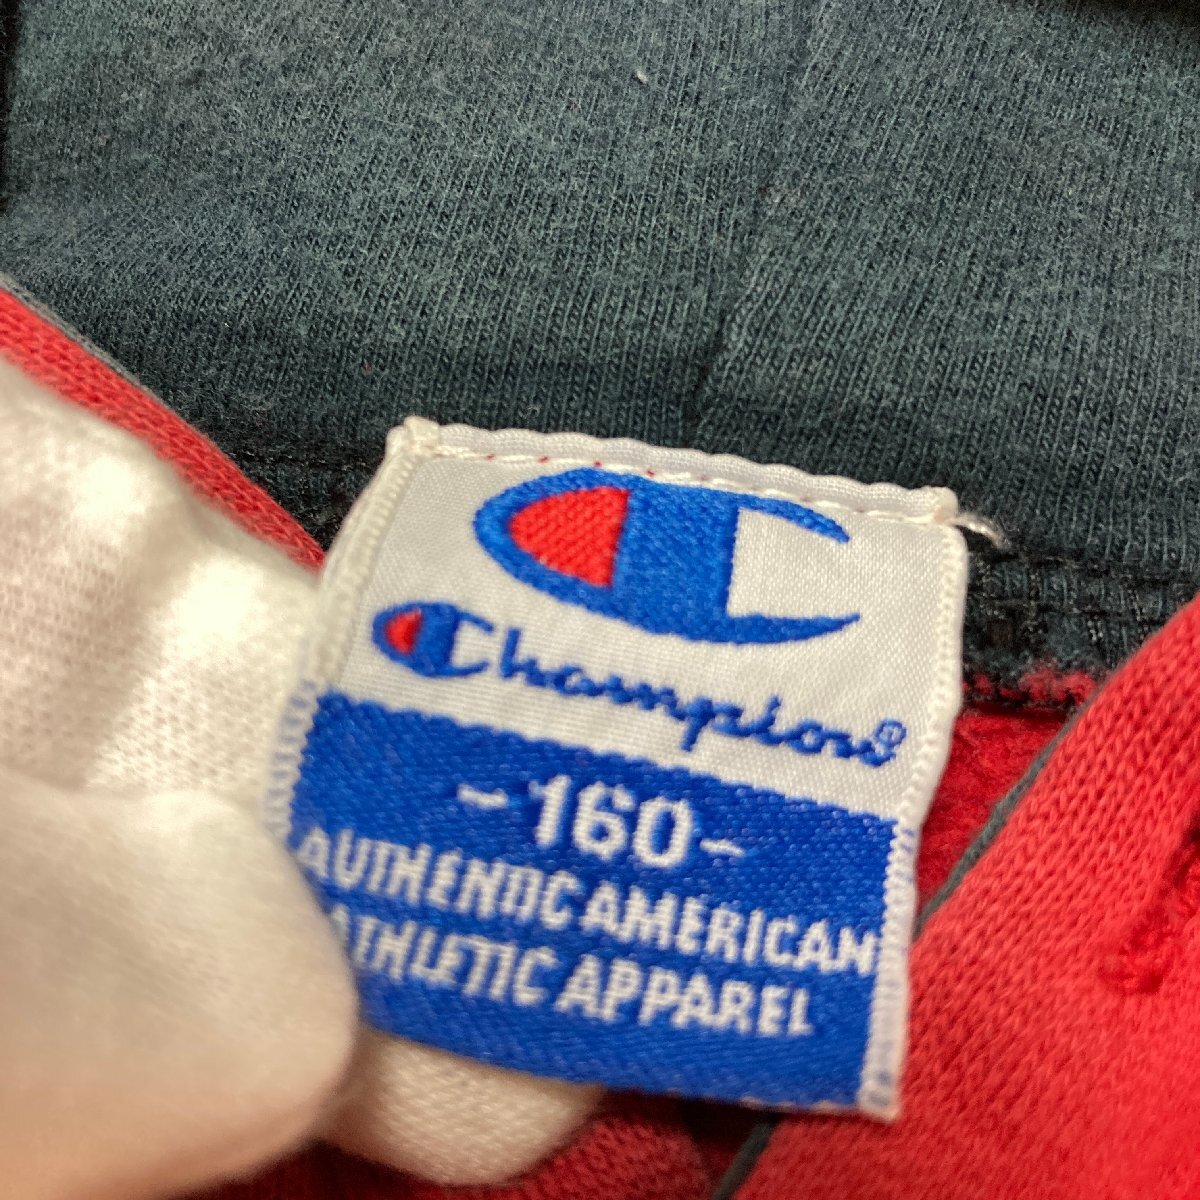 Champion®
-160-
AUTHENTIC AMERICAN
ATHLETIC APPAREL